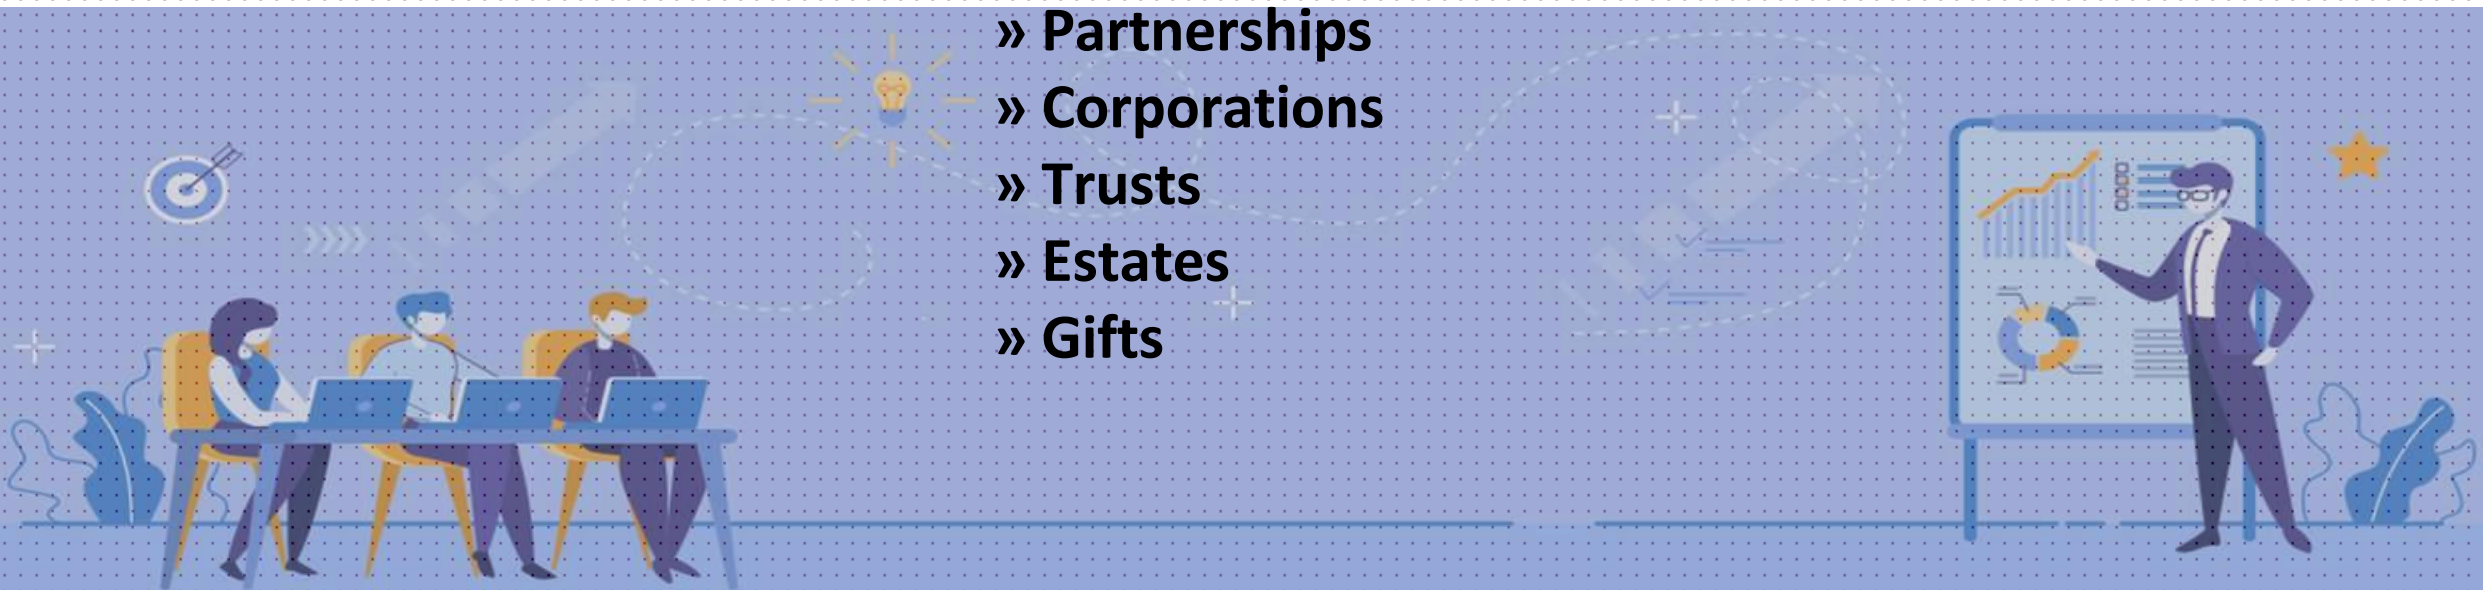 » Partnerships
» Corporations
» Trusts
» Estates
» Gifts